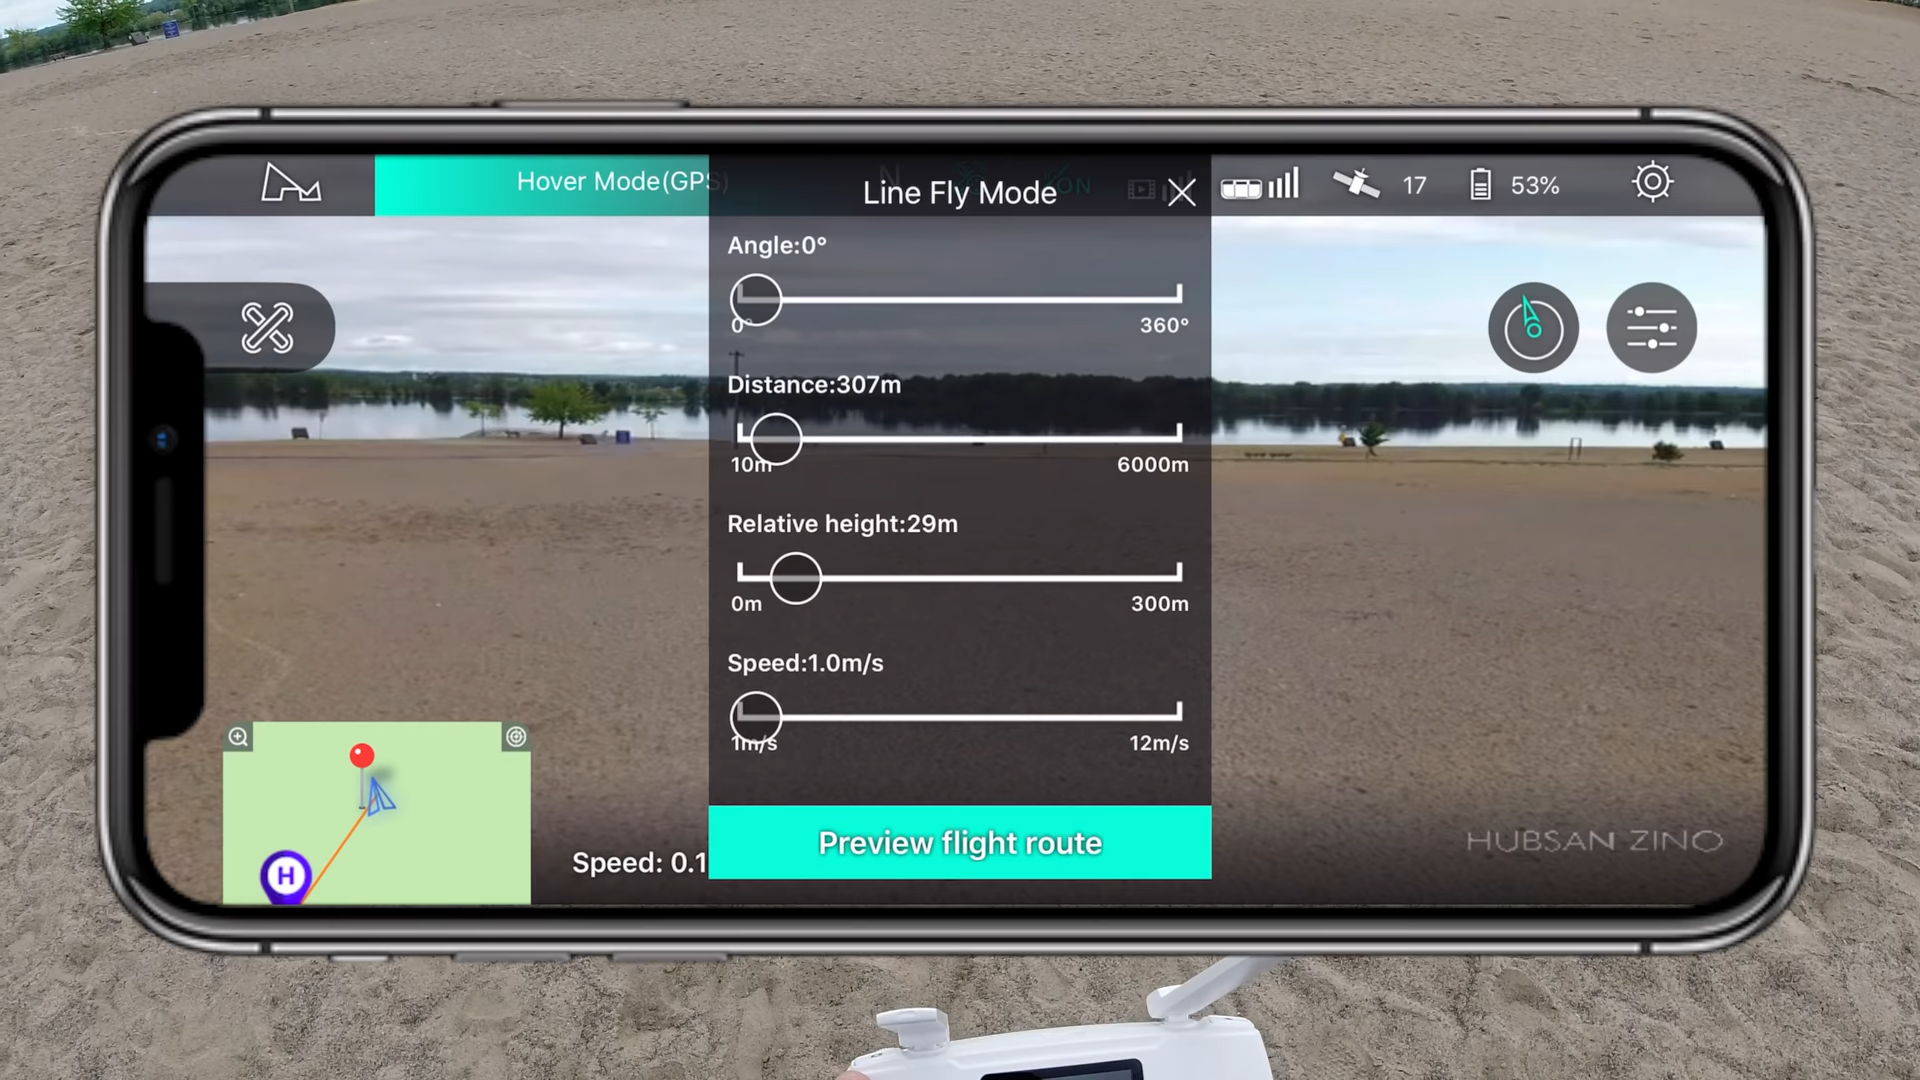 Hover Mode(GPS)
Line Fly Mode
17
53%
Angle:0°
0°
360°
Distance:307m
10m
6000m
Relative height:29m
0m
300m
Speed:1.0m/s
1m/s
12m/s
Preview flight route
Speed: 0.1
H
HUBSAN ZINO
N
ON